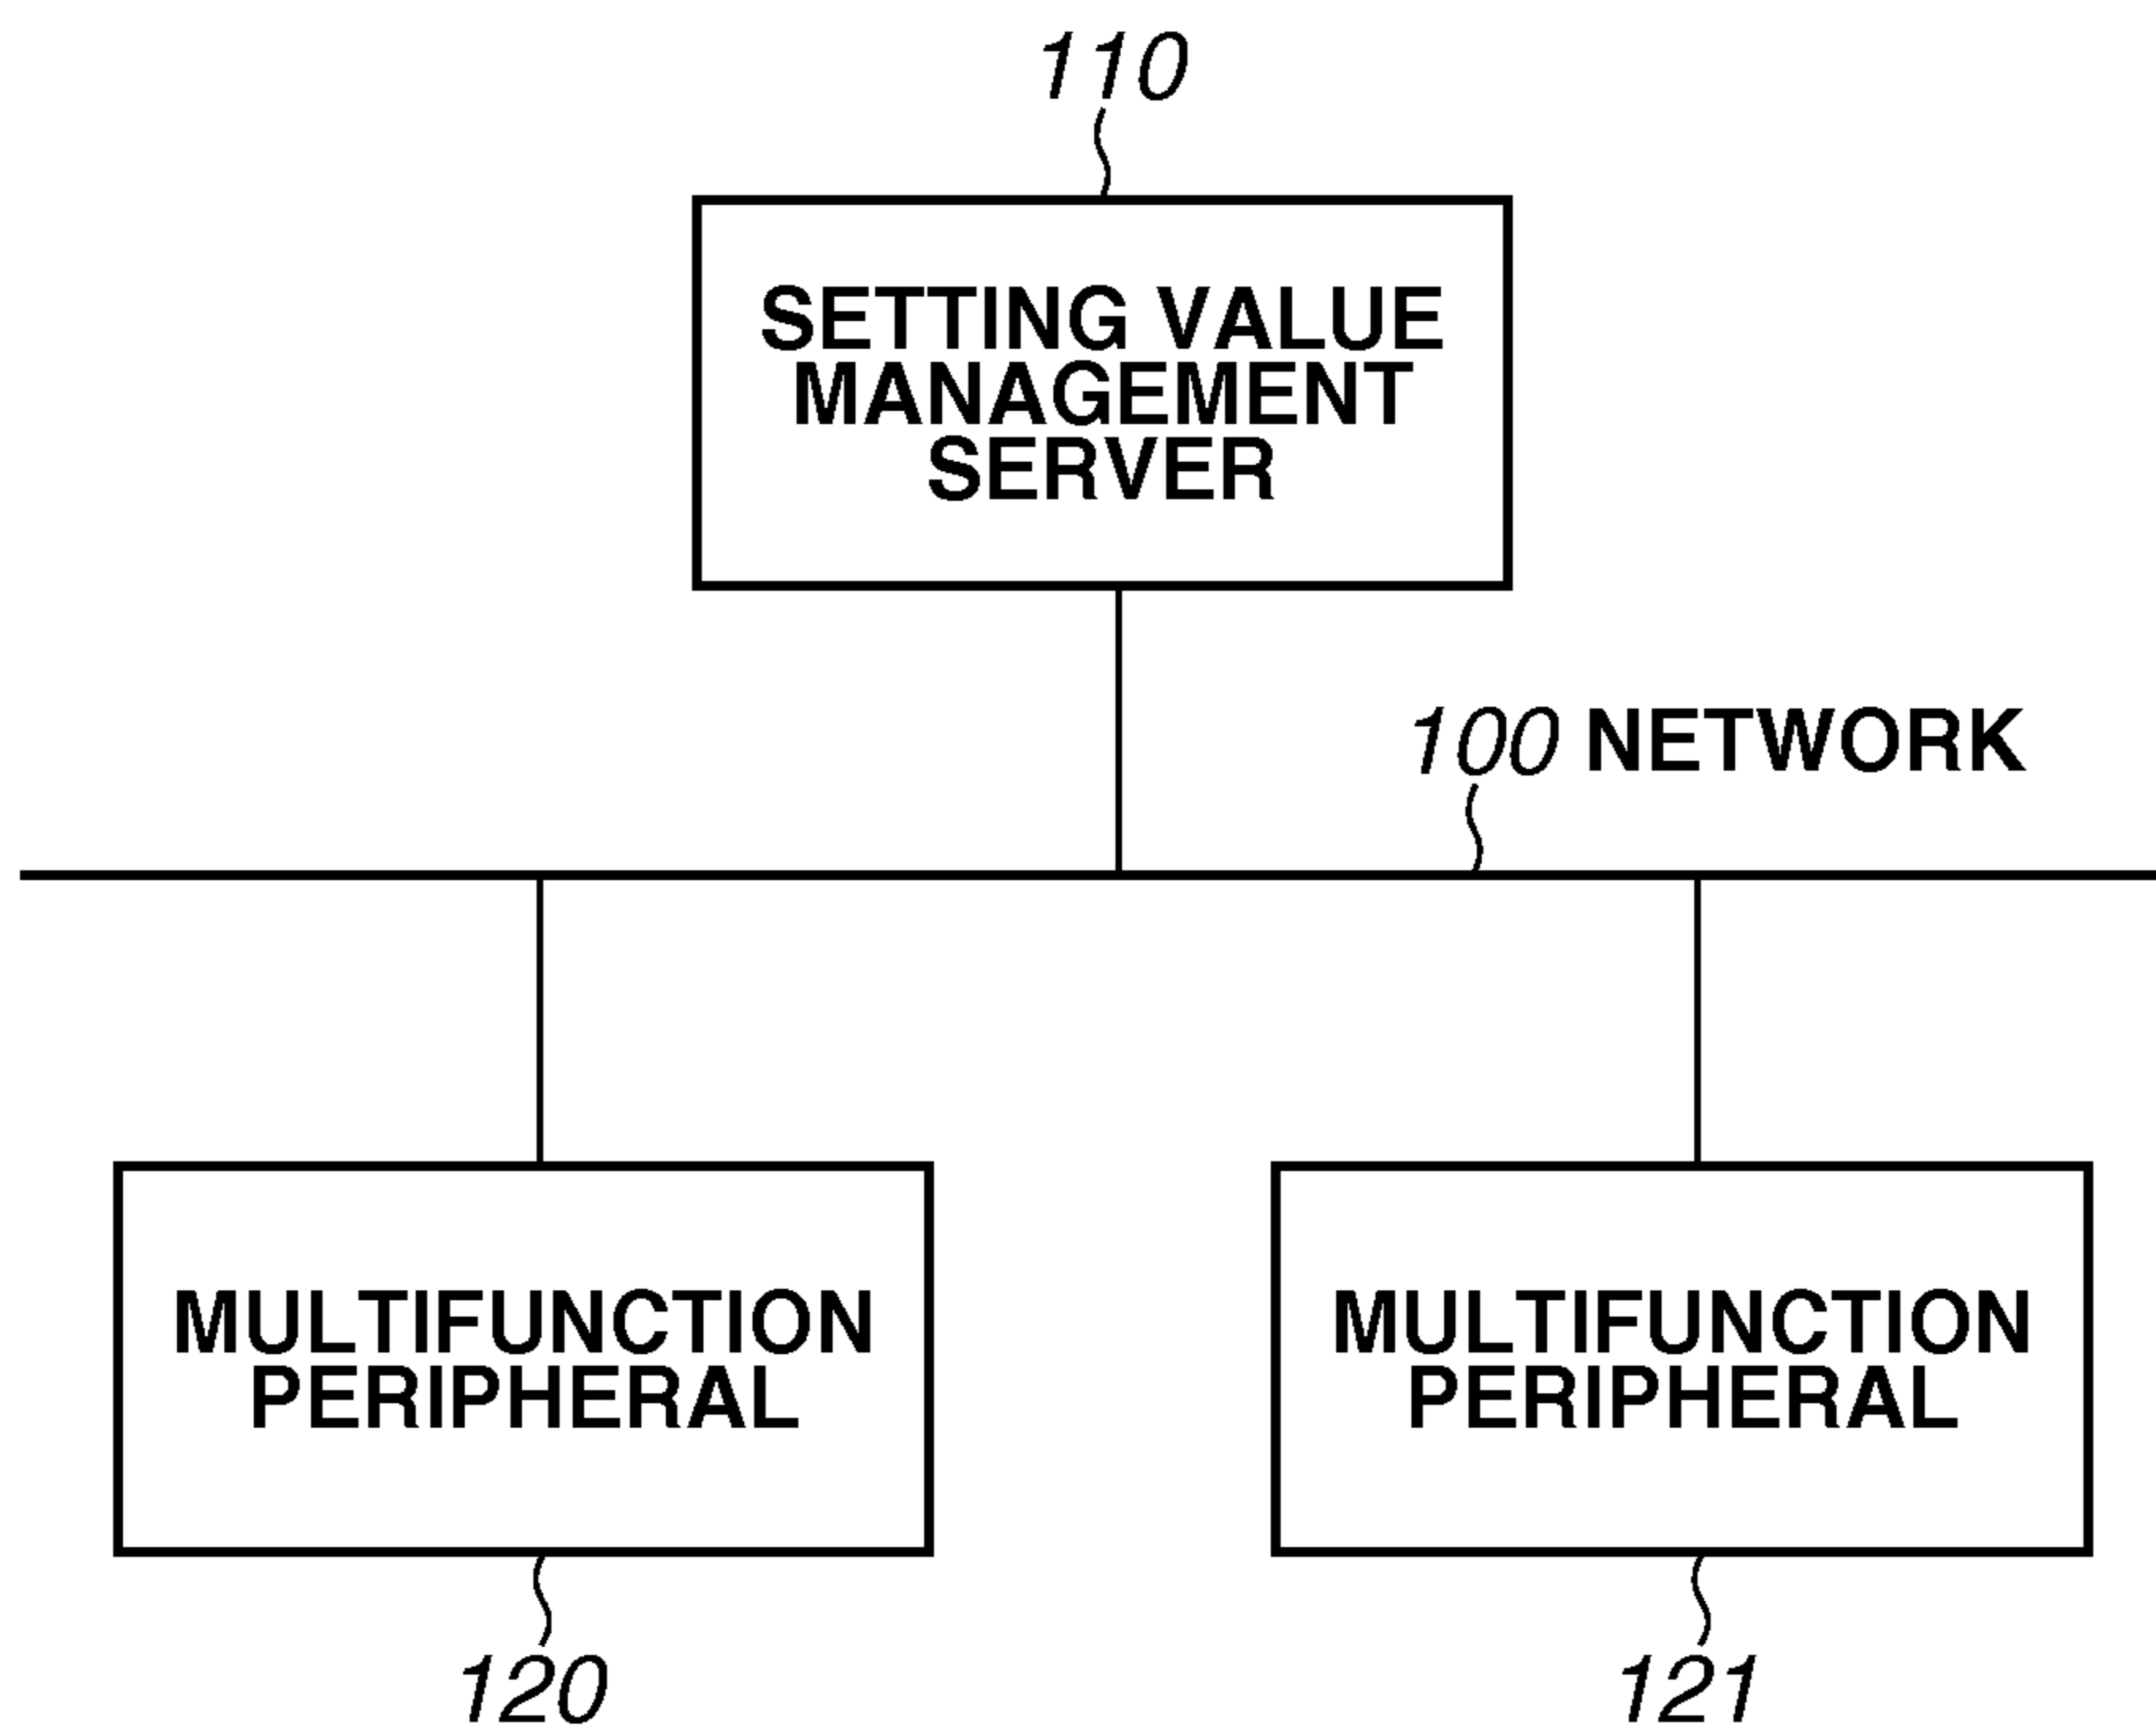 110
SETTING VALUE
MANAGEMENT
SERVER
100 NETWORK
MULTIFUNCTION
PERIPHERAL
MULTIFUNCTION
PERIPHERAL
120
121